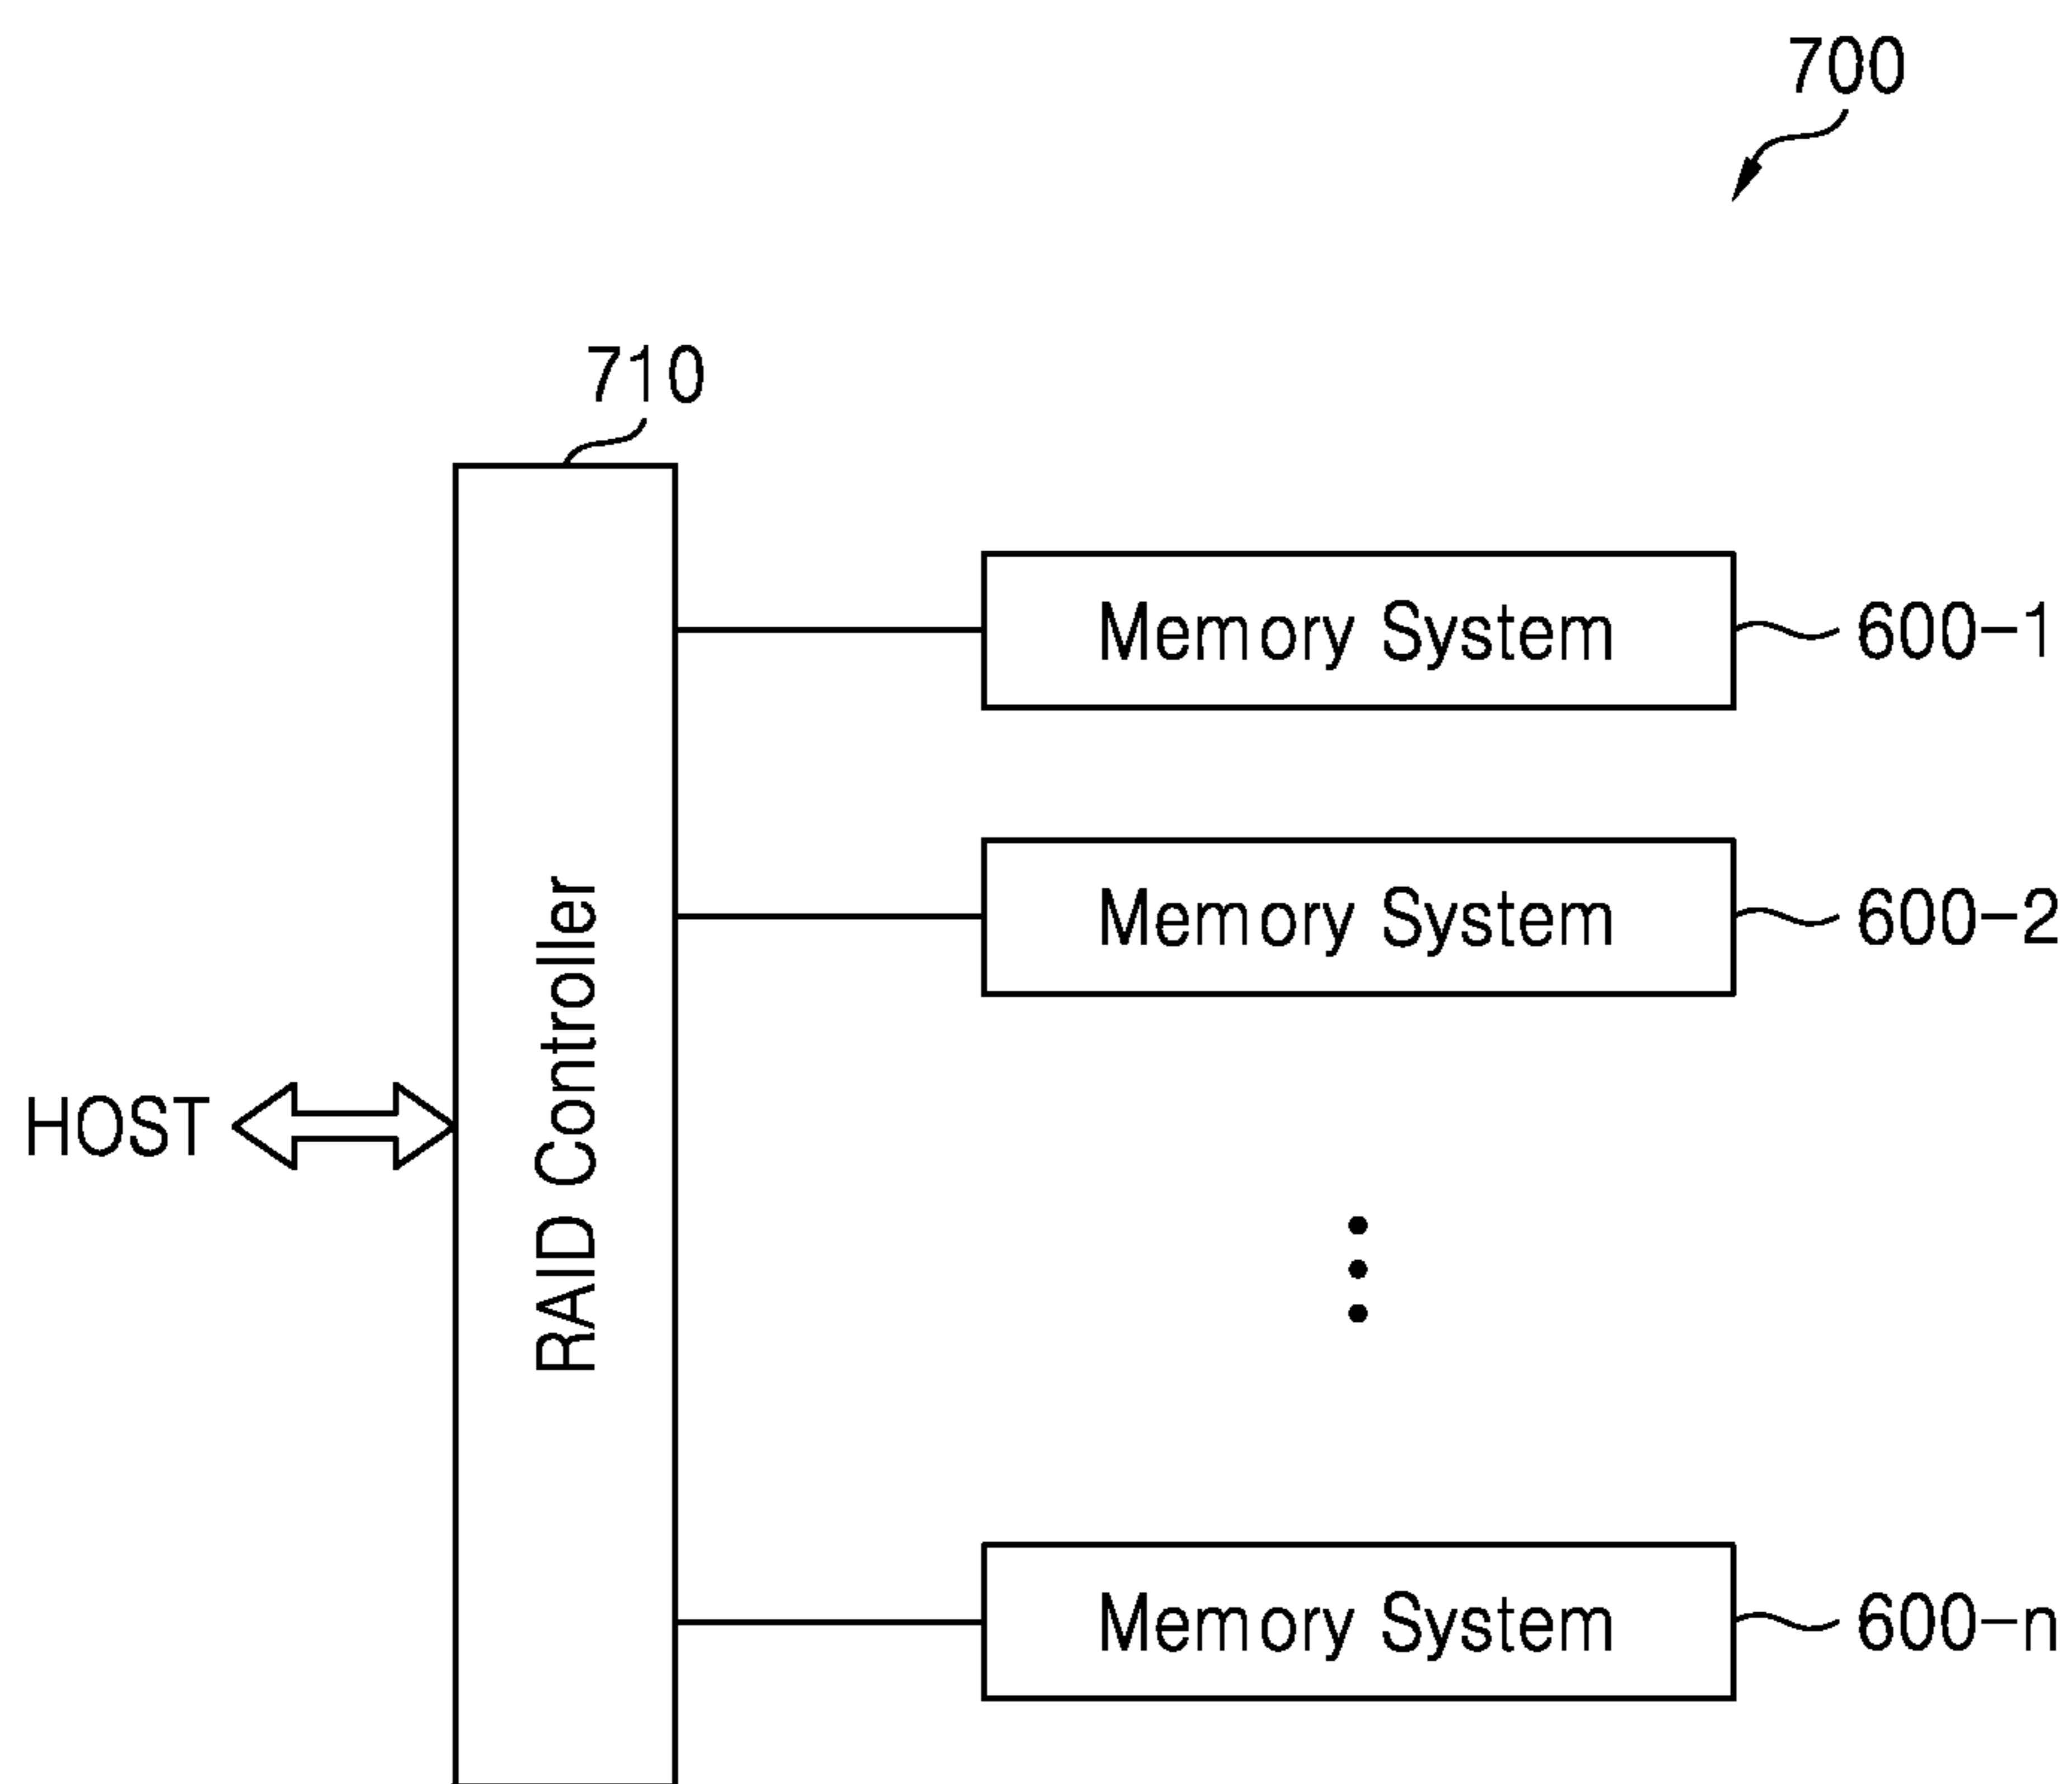 700
710
Memory System
600-1
Memory System
600-2
RAID Controller
HOST
Memory System
600-n